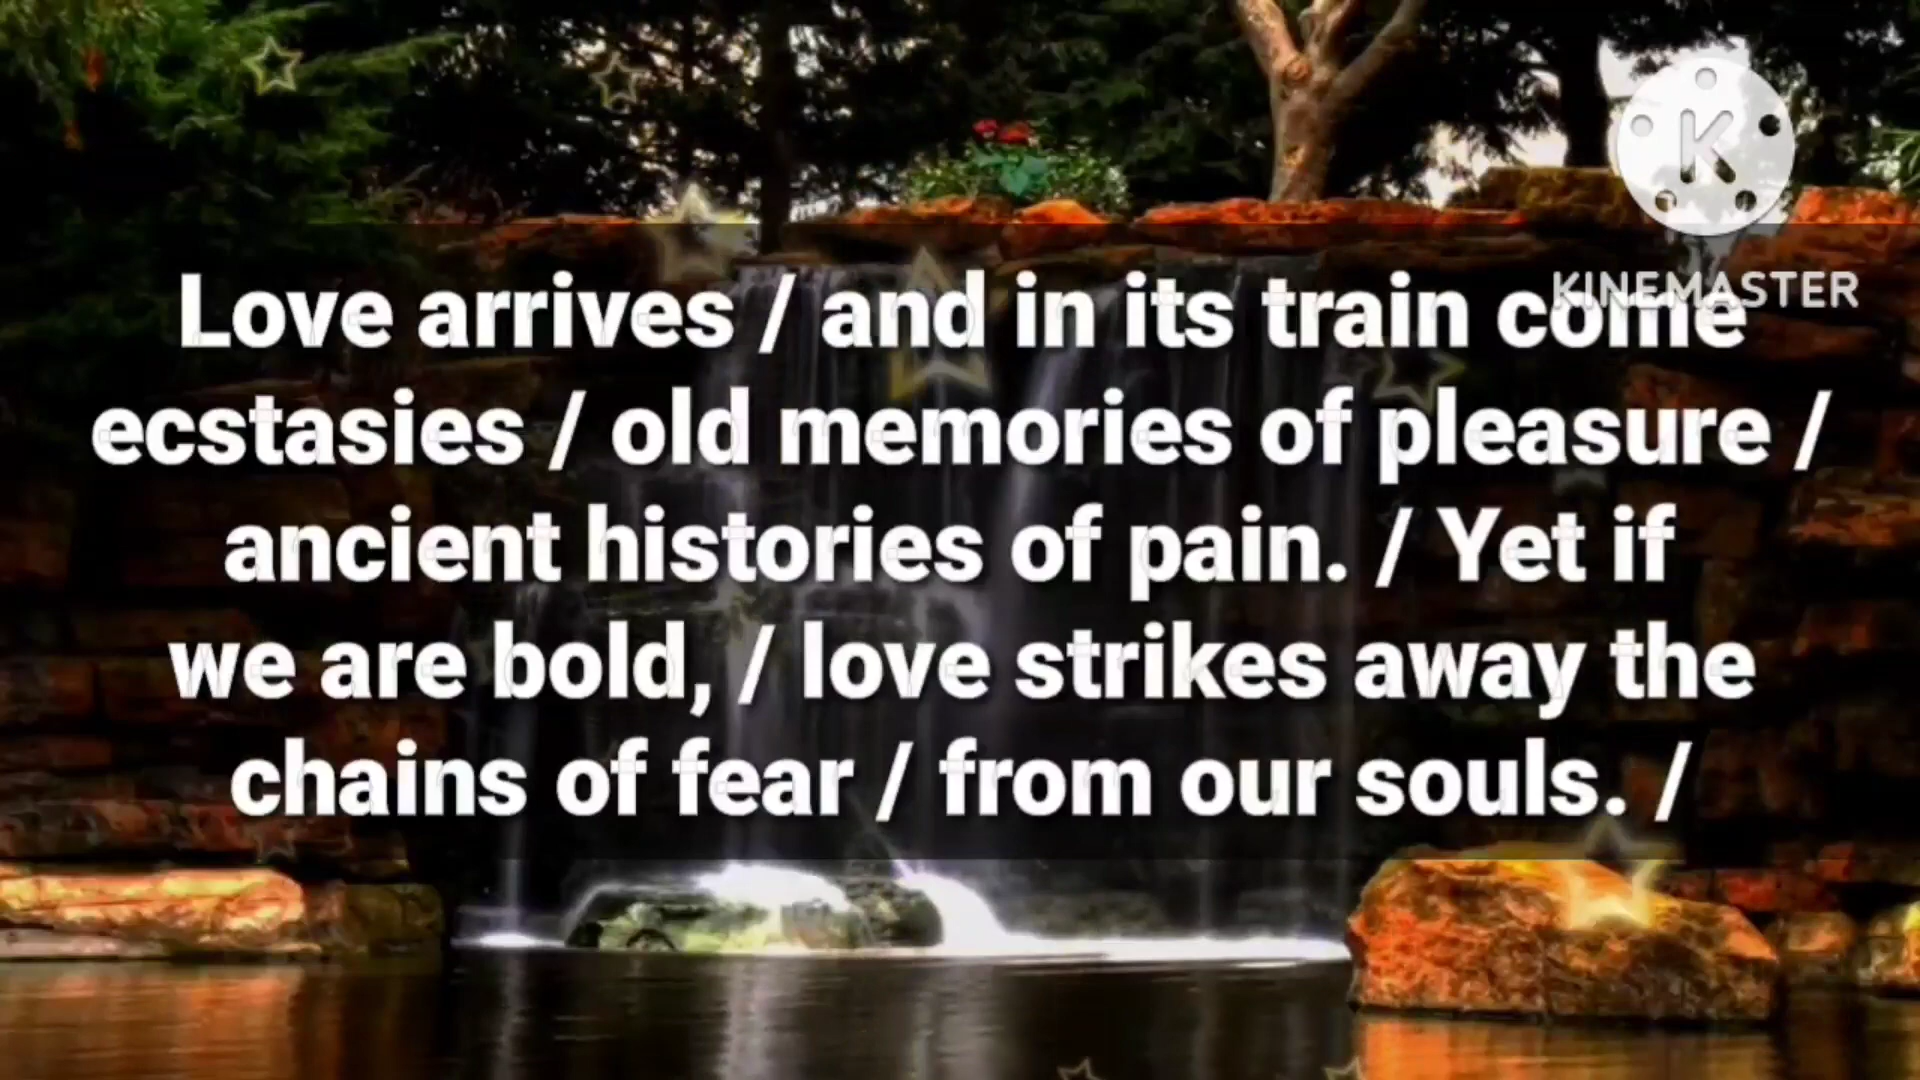 K
KINEMASTER
Love arrives / and in its train come
ecstasies / old memories of pleasure /
ancient histories of pain. / Yet if
we are bold, / love strikes away the
chains of fear / from our souls. /